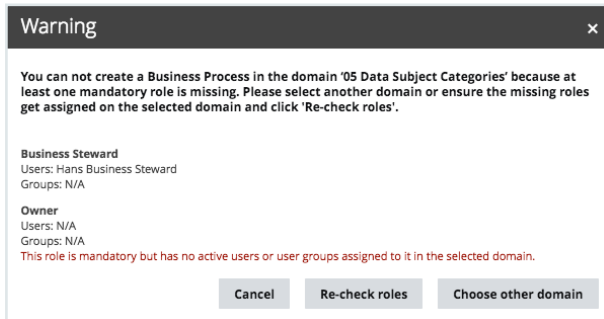 Warning
×
You can not create a Business Process in the domain ‘05 Data Subject Categories’ because at
least one mandatory role is missing. Please select another domain or ensure the missing roles
get assigned on the selected domain and click 'Re-check roles'.
Business Steward
Users: Hans Business Steward
Groups: N/A
Owner
Users: N/A
Groups: N/A
This role is mandatory but has no active users or user groups assigned to it in the selected domain.
Cancel Re-check roles Choose other domain